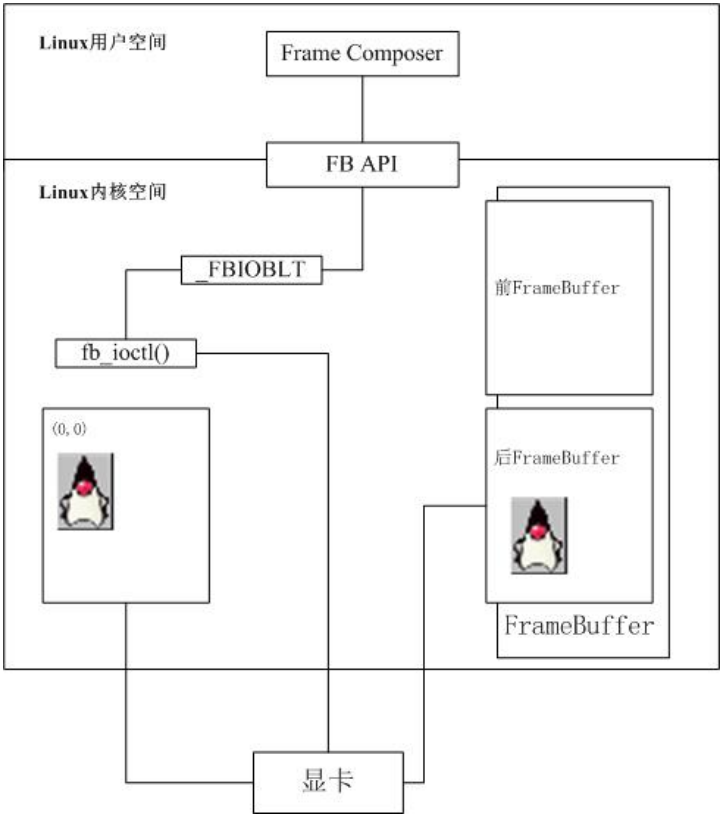 Linux用户空间
Frame Composer
FB API
Linux内核空间
_FBIOBLT
前FrameBuffer
fb_ioctl()
(0,0)
后FrameBuffer
FrameBuffer
显卡